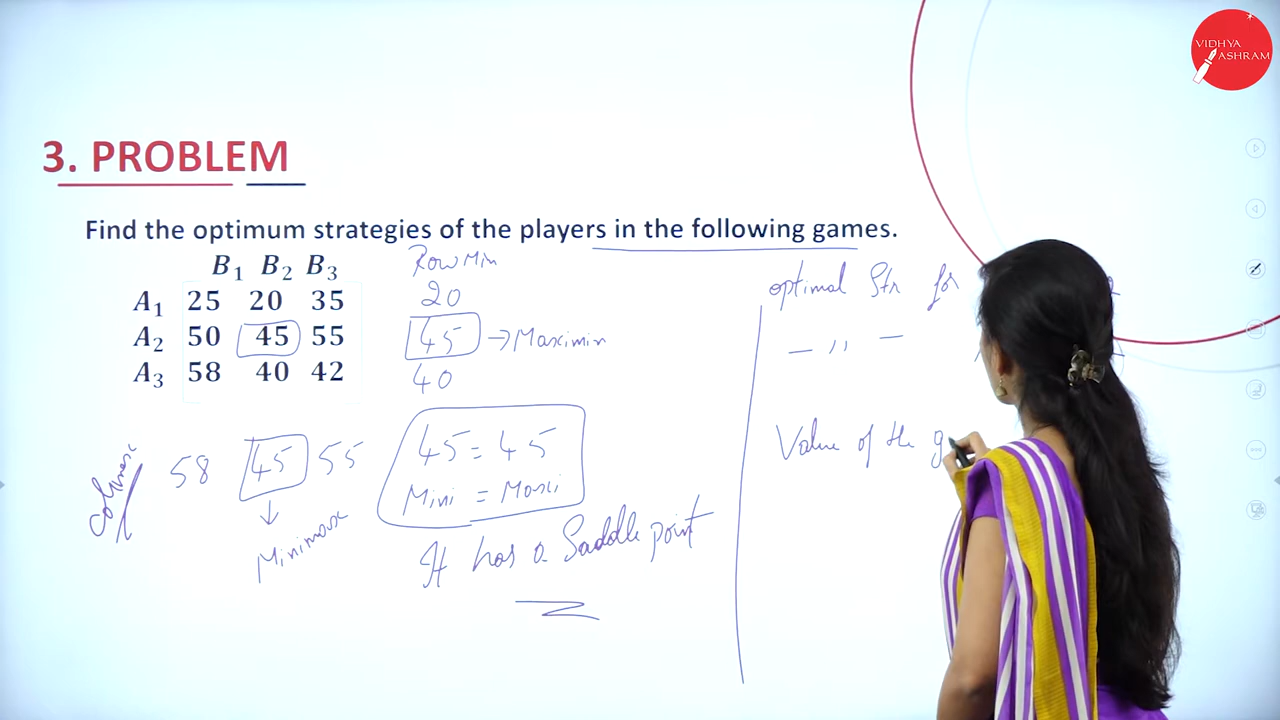 VIDHYA
ASHRAM
3. PROBLEM
Find the optimum strategies of the players in the following games.
B1 B2 B3 Row Min
A1 25 20 35 20
A2 50 45 55 45 → Maximin
A3 58 40 42 40
Column 58 45 55
Minimax
45 = 45
Mini = Maxi
It has a Saddle point
optimal Str for
— ,, —
Value of the g